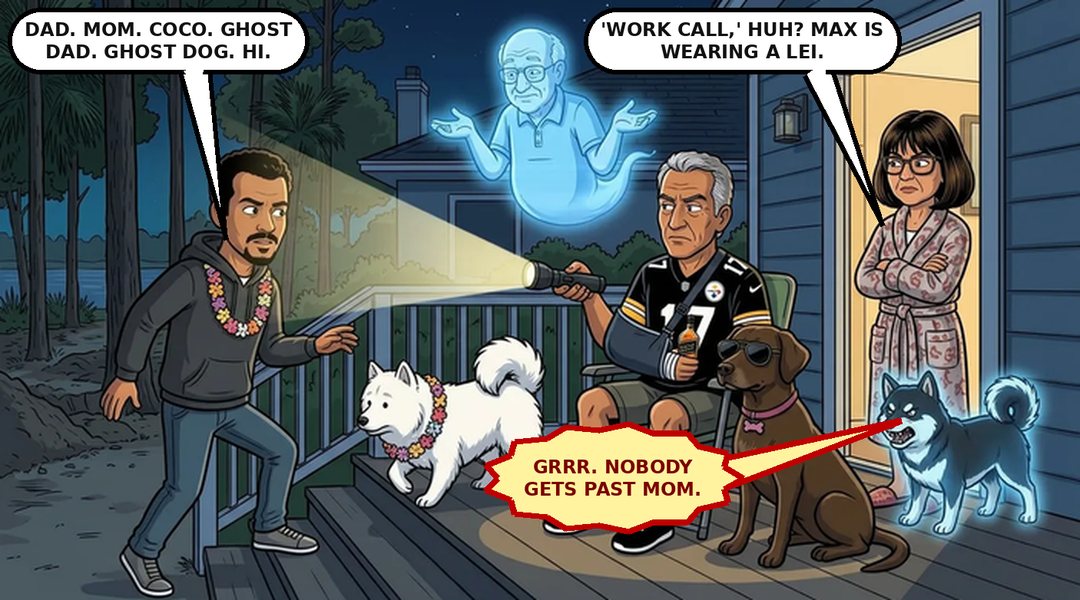 DAD. MOM. COCO. GHOST
DAD. GHOST DOG. HI.
'WORK CALL,' HUH? MAX IS
WEARING A LEI.
17
17
GRRR. NOBODY
GETS PAST MOM.